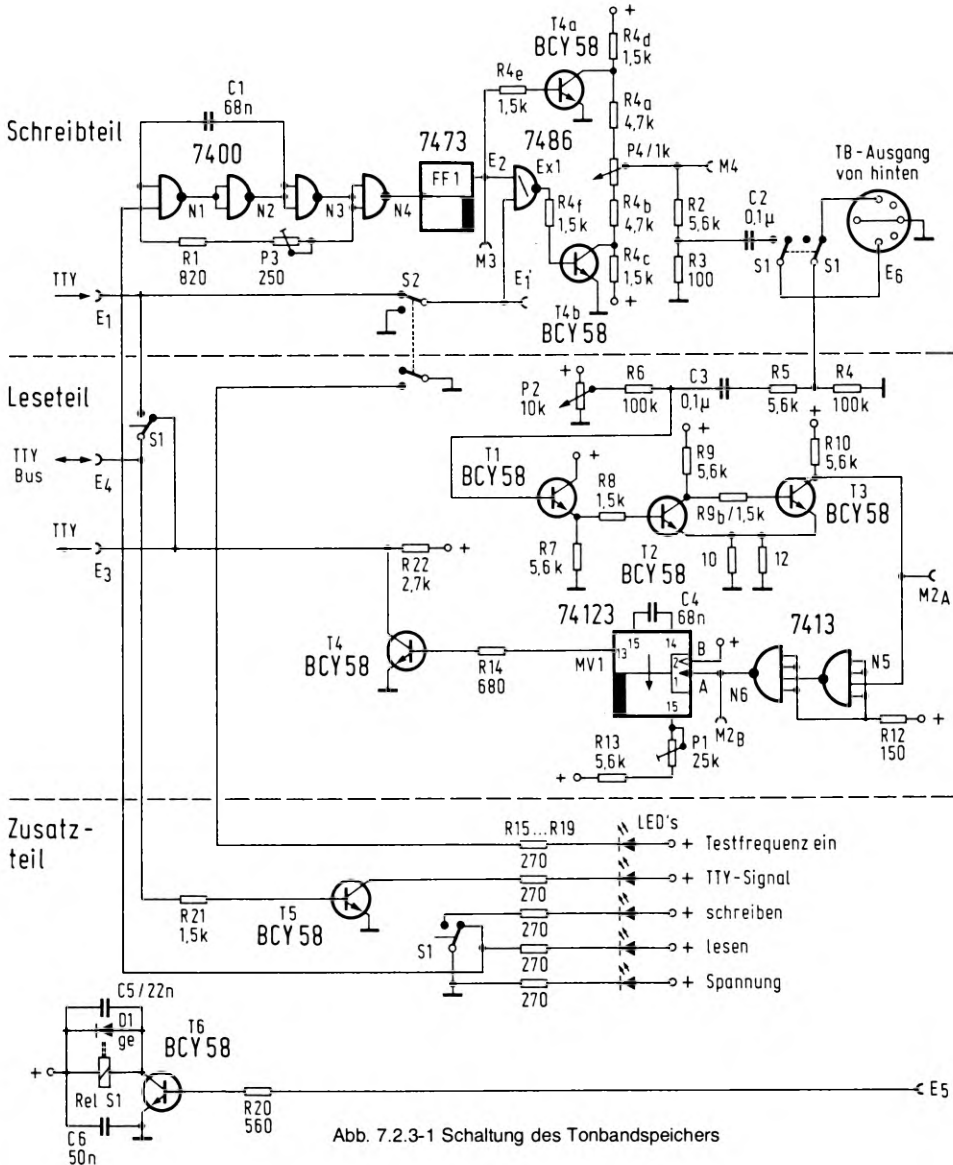 Schreibteil
C1
68n
7400
N1
N2
N3
N4
R1
820
P3
250
7473
FF1
E2
M3
7486
Ex1
T4a
BCY 58
R4e
1,5k
R4f
1,5k
T4b
BCY 58
+
R4d
1,5k
R4a
4,7k
P4/1k
M4
R4b
4,7k
R4c
1,5k
+
R2
5,6k
R3
100
C2
0,1µ
S1
S1
TB-Ausgang
von hinten
E6
TTY
E1
S2
E1'
Leseteil
S1
TTY
Bus
E4
TTY
E3
+
P2
10k
R6
100k
C3
0,1µ
R5
5,6k
R4
100k
T1
BCY 58
+
R8
1,5k
R7
5,6k
+
R9
5,6k
T2
BCY 58
R9b/1,5k
+
R10
5,6k
T3
BCY 58
10
12
M2A
R22
2,7k
+
T4
BCY 58
R14
680
74123
C4
68n
MV1
13
15
14
2
1
15
B
+
A
M2B
7413
N6
N5
R12
150
+
R13
5,6k
+
P1
25k
Zusatz-
teil
R15...R19
LED's
270
+ Testfrequenz ein
270
+ TTY-Signal
270
+ schreiben
270
+ lesen
270
+ Spannung
R21
1,5k
T5
BCY 58
S1
C5/22n
D1
ge
T6
BCY 58
+
Rel S1
C6
50n
R20
560
E5
Abb. 7.2.3-1 Schaltung des Tonbandspeichers